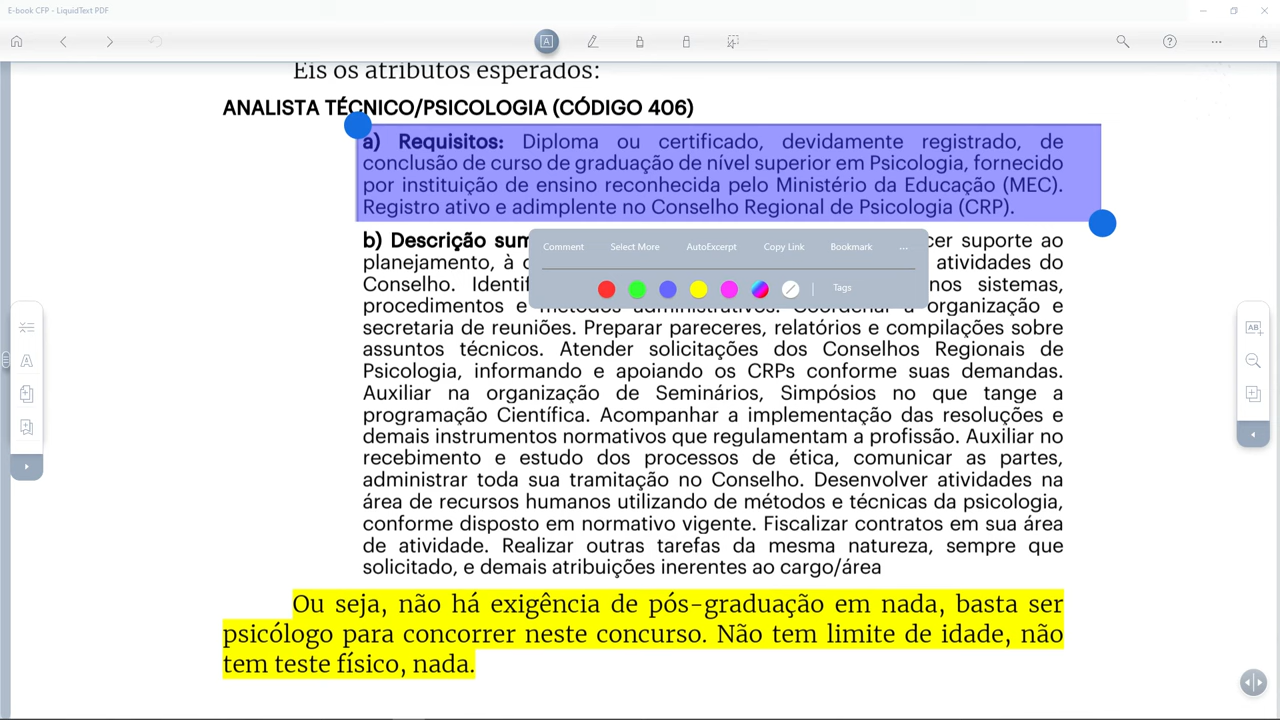 E-book CFP - LiquidText PDF
Eis os atributos esperados:
ANALISTA TÉCNICO/PSICOLOGIA (CÓDIGO 406)
a) Requisitos: Diploma ou certificado, devidamente registrado, de
conclusão de curso de graduação de nível superior em Psicologia, fornecido
por instituição de ensino reconhecida pelo Ministério da Educação (MEC).
Registro ativo e adimplente no Conselho Regional de Psicologia (CRP).
b) Descrição sum cer suporte ao
Comment Select More AutoExcerpt Copy Link Bookmark ...
planejamento, à c atividades do
Conselho. Identif nos sistemas,
Tags
procedimentos e métodos administrativos. Coordenar a organização e
secretaria de reuniões. Preparar pareceres, relatórios e compilações sobre
assuntos técnicos. Atender solicitações dos Conselhos Regionais de
Psicologia, informando e apoiando os CRPs conforme suas demandas.
Auxiliar na organização de Seminários, Simpósios no que tange a
programação Científica. Acompanhar a implementação das resoluções e
demais instrumentos normativos que regulamentam a profissão. Auxiliar no
recebimento e estudo dos processos de ética, comunicar as partes,
administrar toda sua tramitação no Conselho. Desenvolver atividades na
área de recursos humanos utilizando de métodos e técnicas da psicologia,
conforme disposto em normativo vigente. Fiscalizar contratos em sua área
de atividade. Realizar outras tarefas da mesma natureza, sempre que
solicitado, e demais atribuições inerentes ao cargo/área
Ou seja, não há exigência de pós-graduação em nada, basta ser
psicólogo para concorrer neste concurso. Não tem limite de idade, não
tem teste físico, nada.